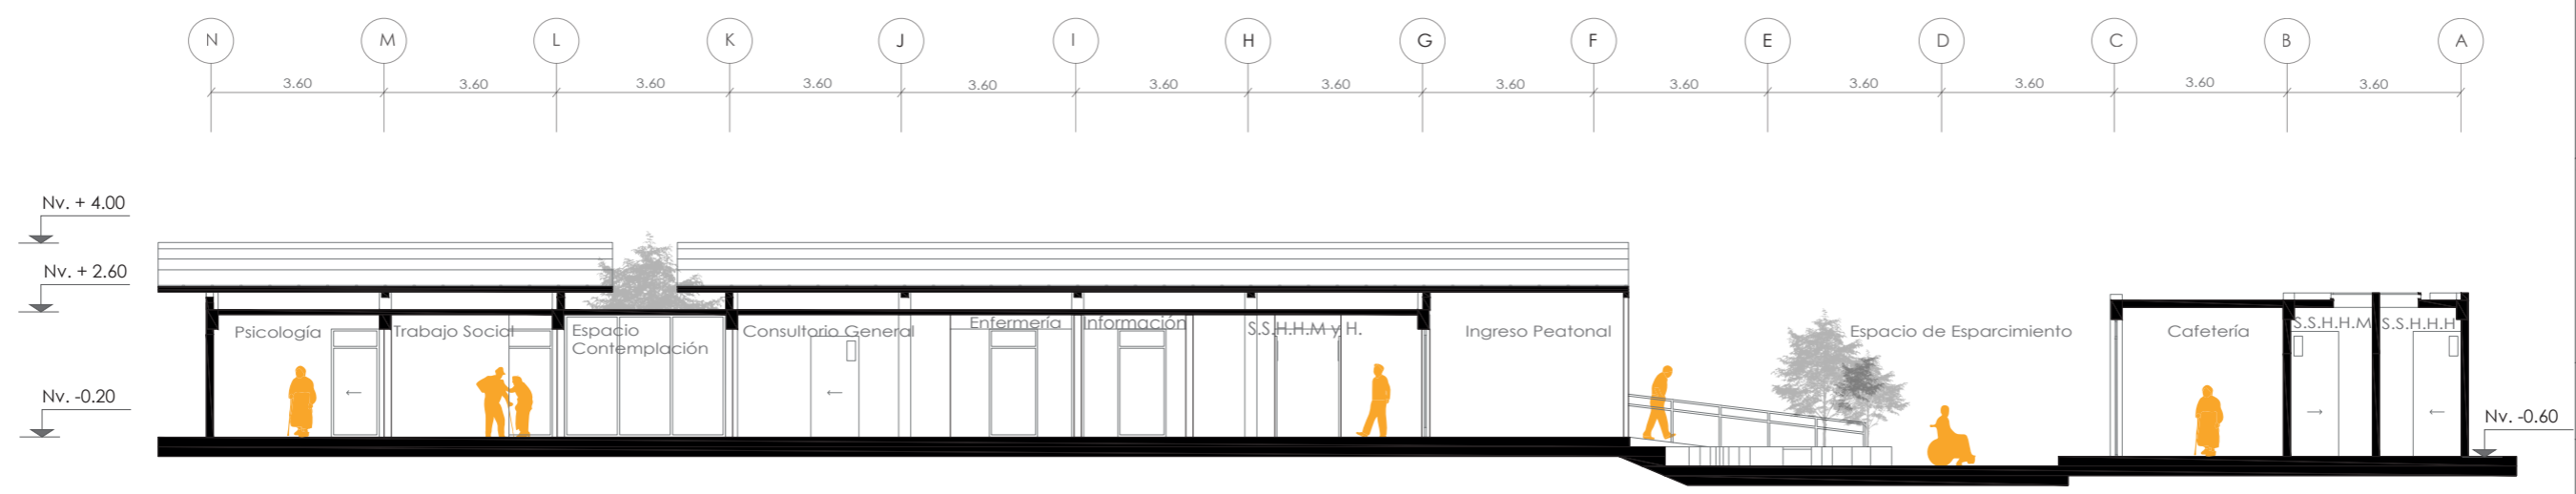 N M L K J I H G F E D C B A
3.60 3.60 3.60 3.60 3.60 3.60 3.60 3.60 3.60 3.60 3.60 3.60 3.60
Nv. + 4.00
Nv. + 2.60
Nv. -0.20
Psicología
Trabajo Social
Espacio
Contemplación
Consultorio General
Enfermería
Información
S.S.H.H.M y H.
Ingreso Peatonal
Espacio de Esparcimiento
Cafetería
S.S.H.H.M
S.S.H.H.H
Nv. -0.60